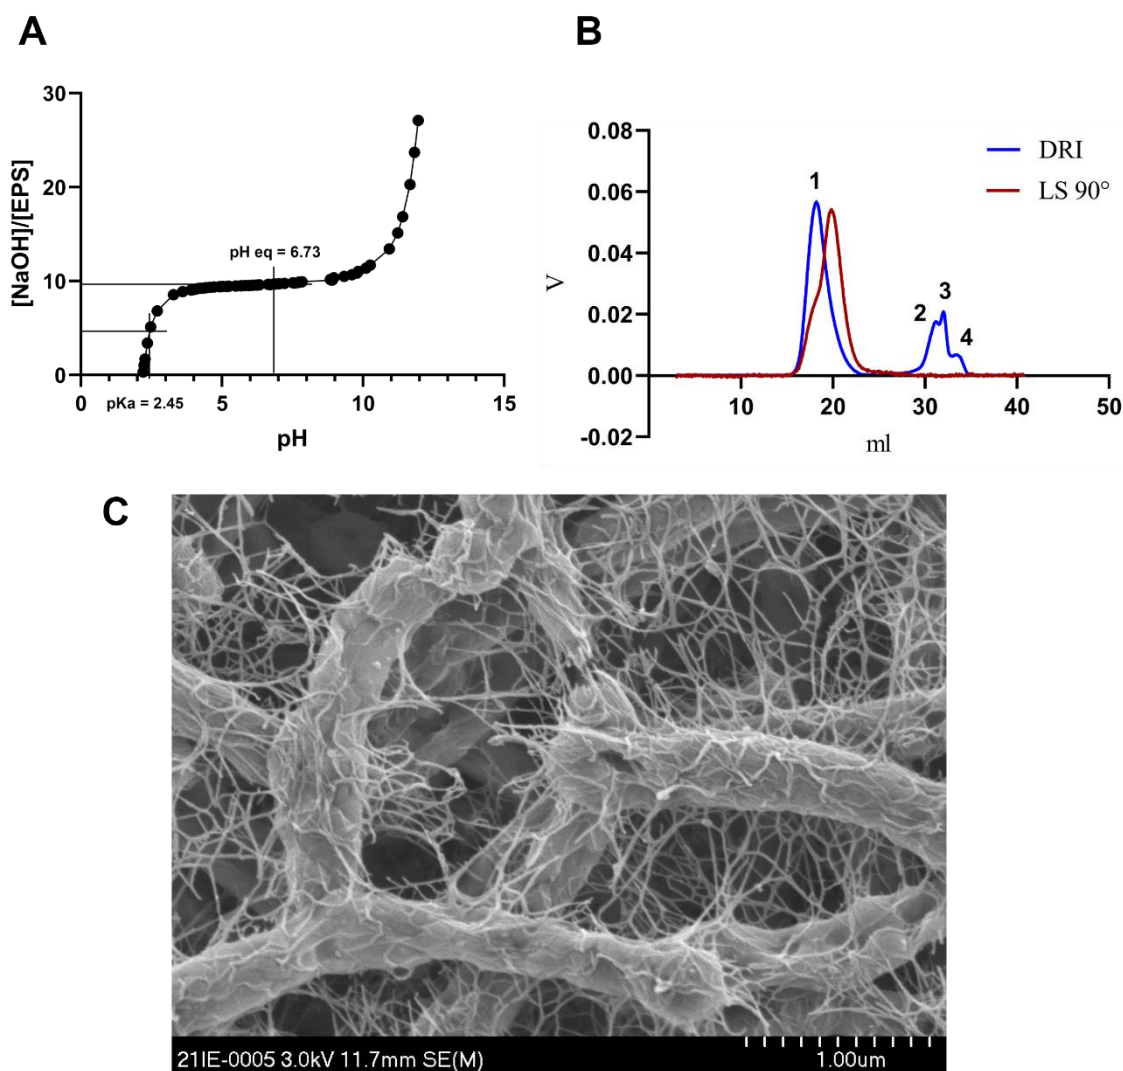 A
30
20
10
0
[NaOH]/[EPS]
pH eq = 6.73
pKa = 2.45
0
5
10
15
pH
B
0.08
0.06
0.04
0.02
0.00
-0.02
V
DRI
LS 90°
1
2
3
4
10
20
30
40
50
ml
C
21IE-0005 3.0kV 11.7mm SE(M)
1.00um